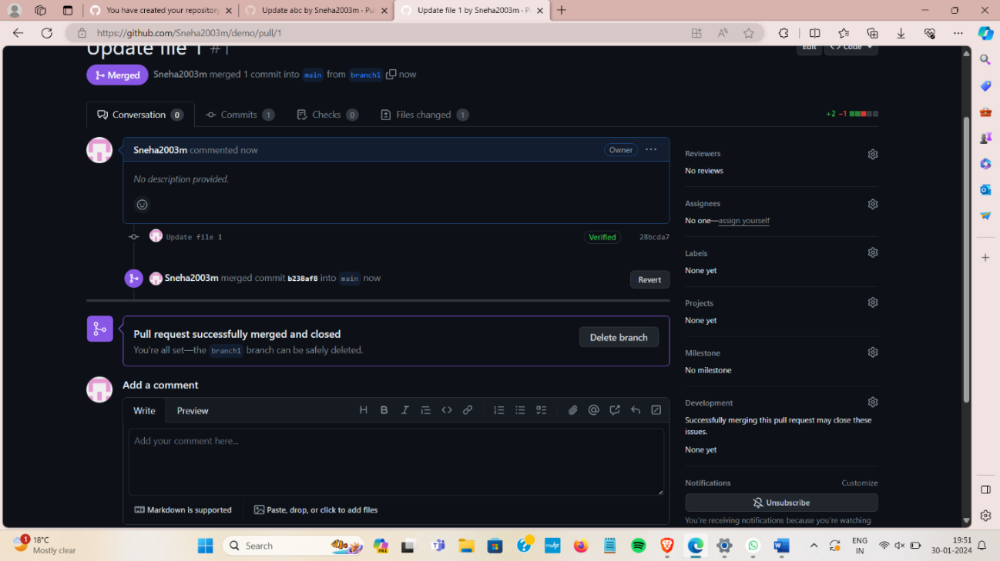 You have created your repository
Update abc by Sneha2003m · Pul
Update file 1 by Sneha2003m · P
https://github.com/Sneha2003m/demo/pull/1
Update file 1 #1
Edit
<> Code
Merged
Sneha2003m merged 1 commit into main from branch1 now
Conversation 0
Commits 1
Checks 0
Files changed 1
+2 −1
Sneha2003m commented now
Owner
No description provided.
Update file 1
Verified
28bcda7
Sneha2003m merged commit b238af8 into main now
Revert
Pull request successfully merged and closed
You're all set—the branch1 branch can be safely deleted.
Delete branch
Add a comment
Write
Preview
Add your comment here...
Markdown is supported
Paste, drop, or click to add files
Reviewers
No reviews
Assignees
No one—assign yourself
Labels
None yet
Projects
None yet
Milestone
No milestone
Development
Successfully merging this pull request may close these
issues.
None yet
Notifications
Customize
Unsubscribe
You're receiving notifications because you're watching
1
18°C
Mostly clear
Search
PRE
ENG
IN
19:51
30-01-2024